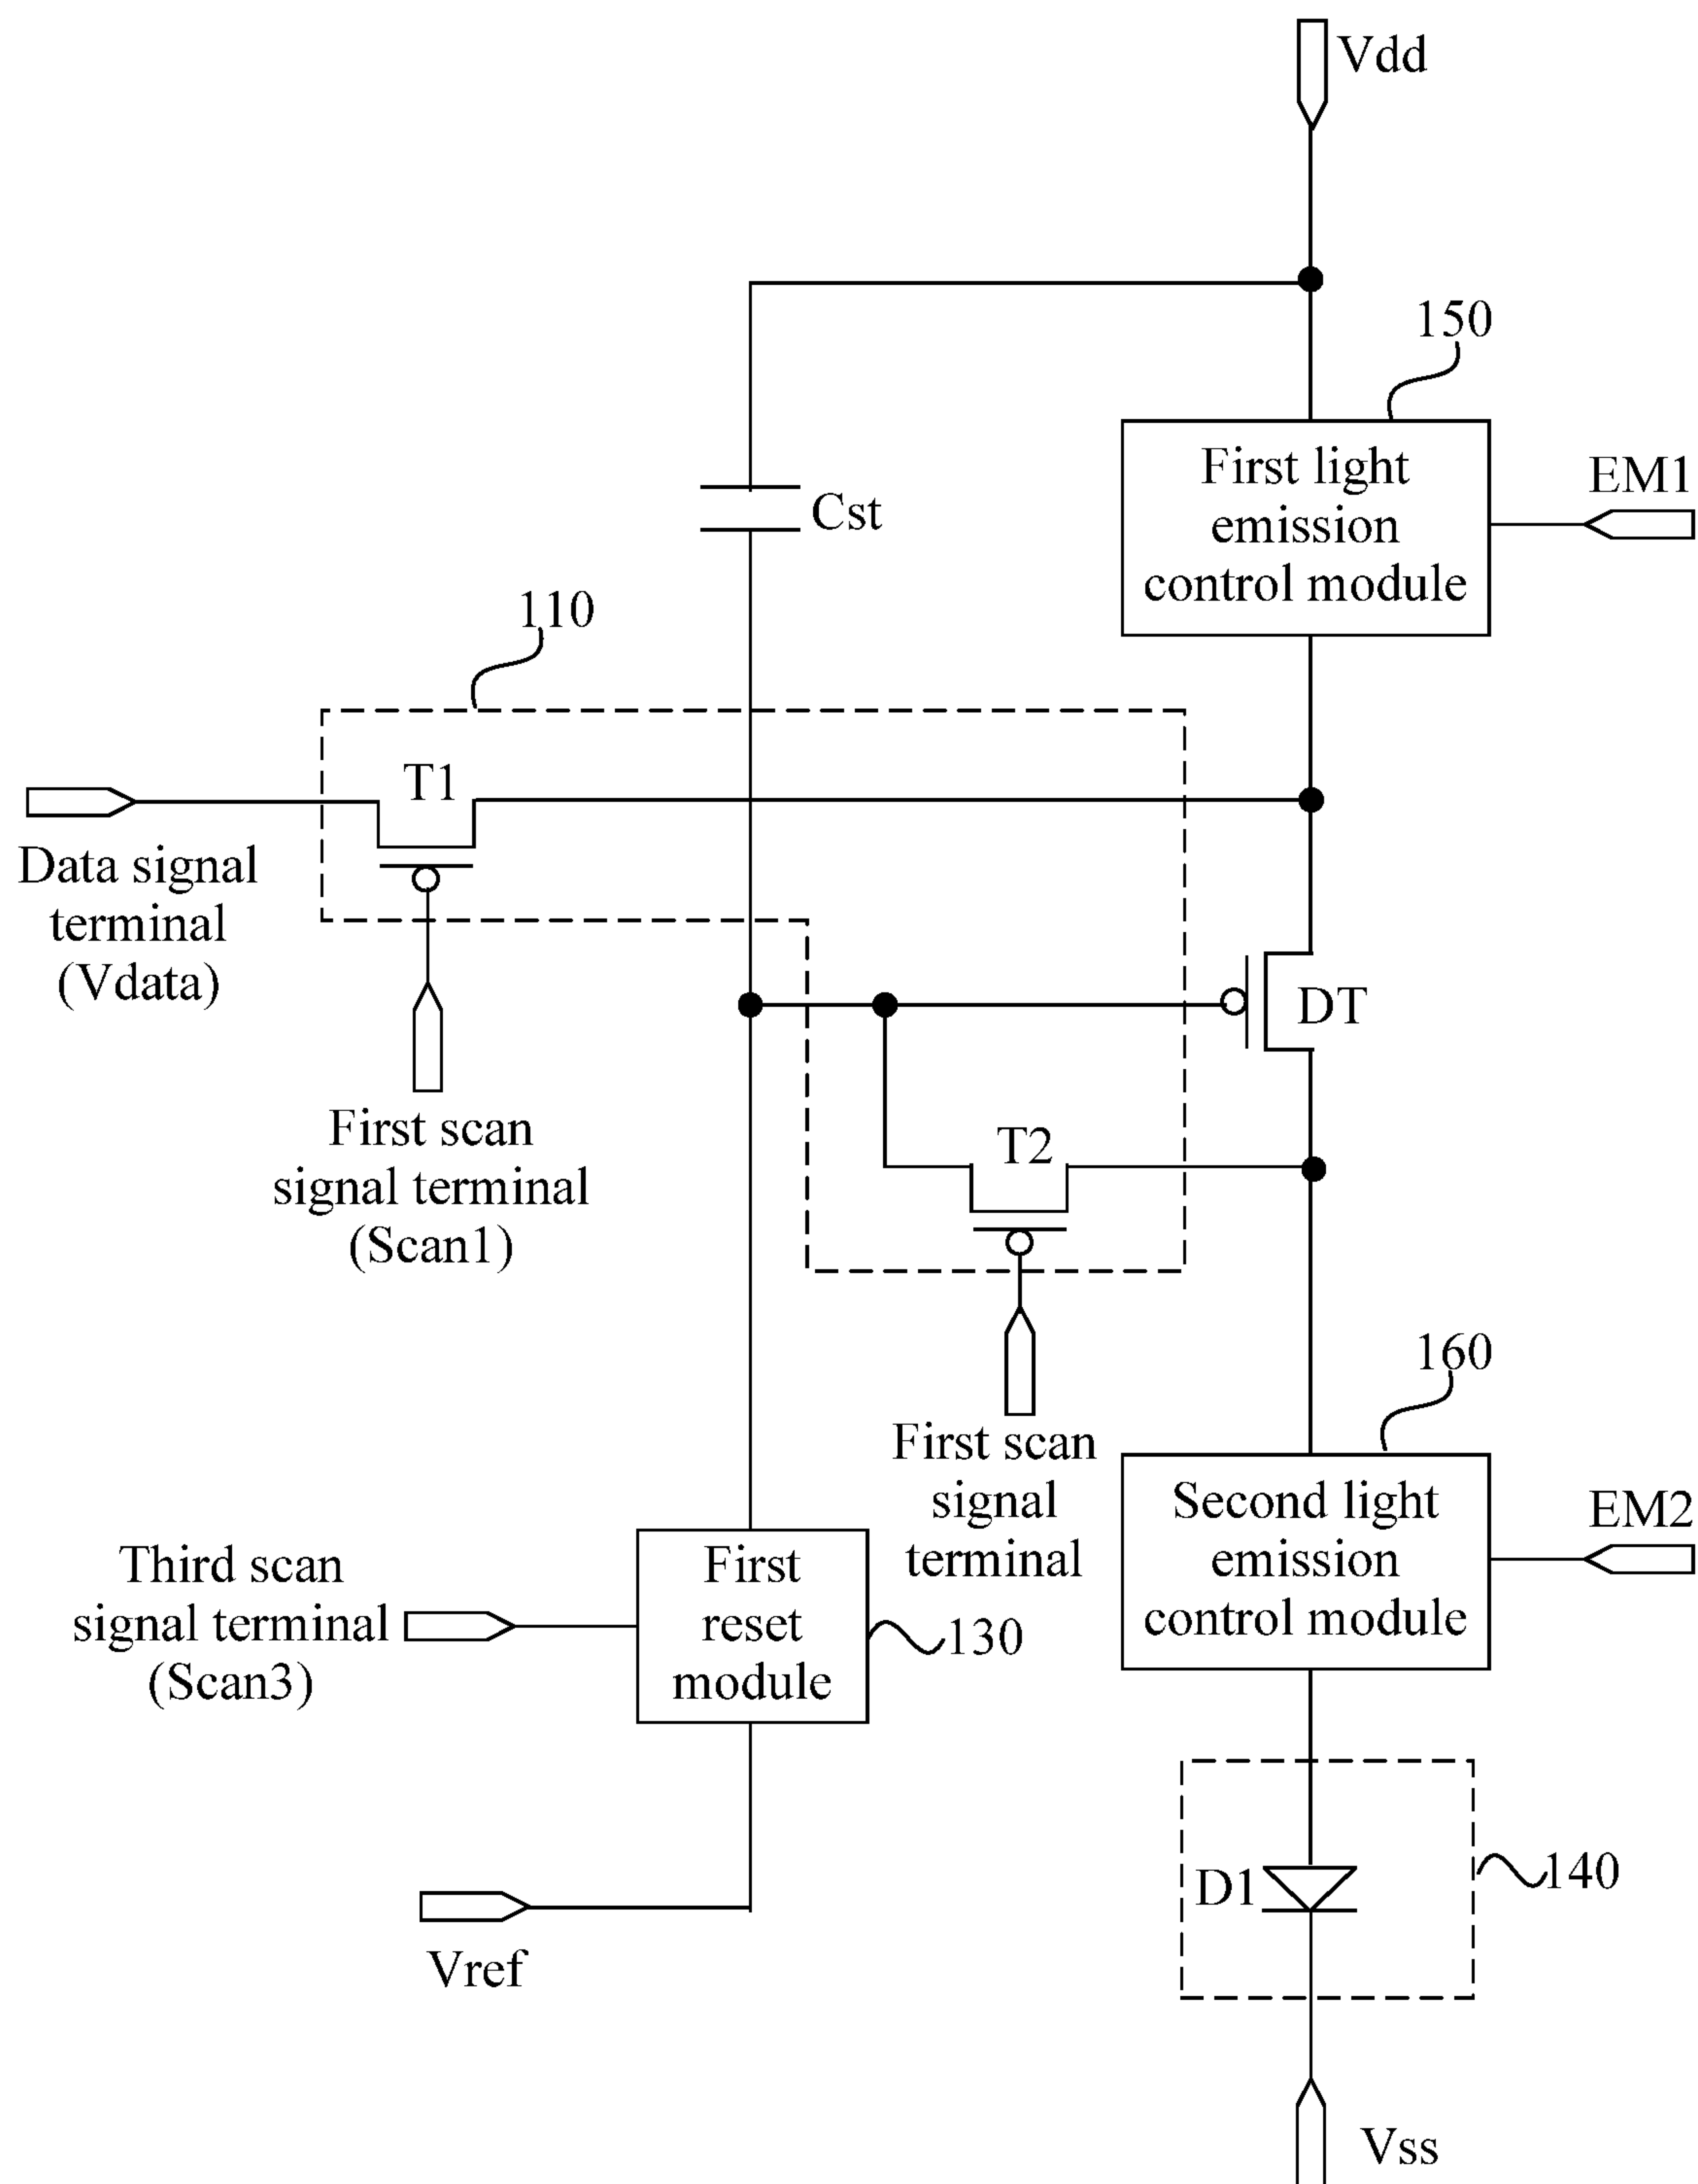 Vdd
150
First light
emission
control module
EM1
Cst
110
T1
Data signal
terminal
(Vdata)
DT
First scan
signal terminal
(Scan1)
T2
160
First scan
signal
terminal
Second light
emission
control module
EM2
Third scan
signal terminal
(Scan3)
First
reset
module
130
D1
140
Vref
Vss